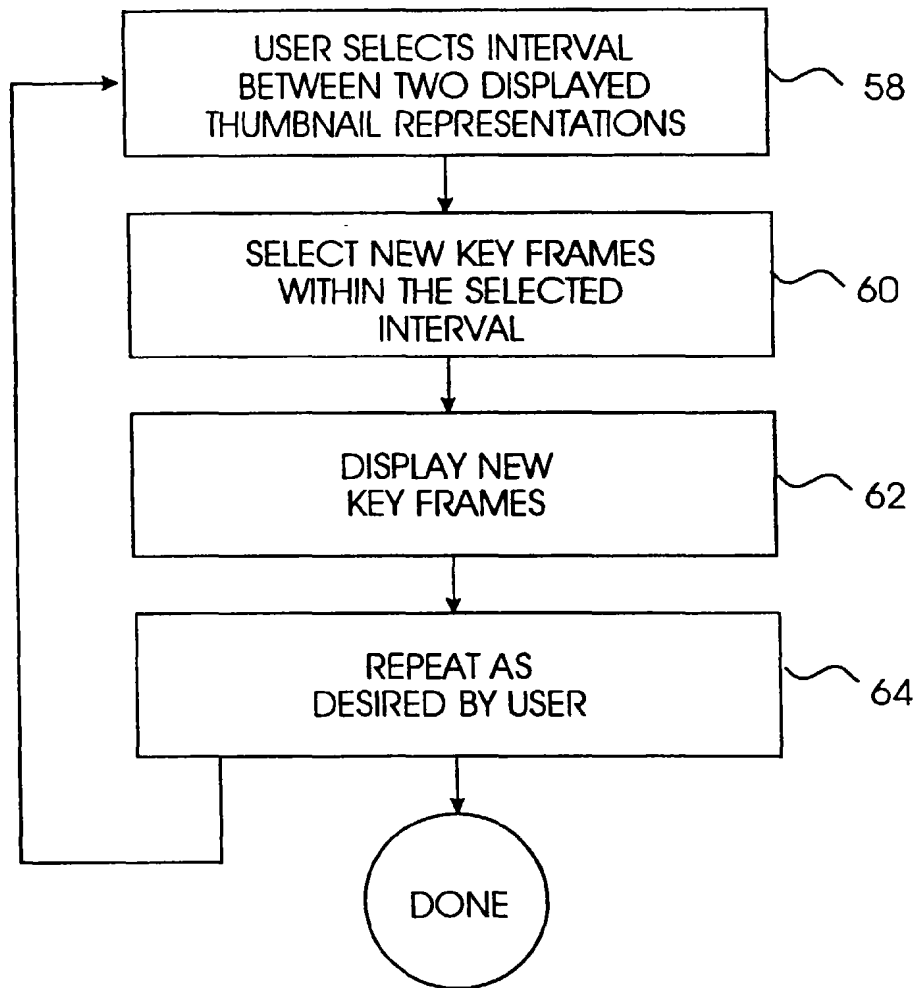 USER SELECTS INTERVAL
BETWEEN TWO DISPLAYED
THUMBNAIL REPRESENTATIONS
58
SELECT NEW KEY FRAMES
WITHIN THE SELECTED
INTERVAL
60
DISPLAY NEW
KEY FRAMES
62
REPEAT AS
DESIRED BY USER
64
DONE